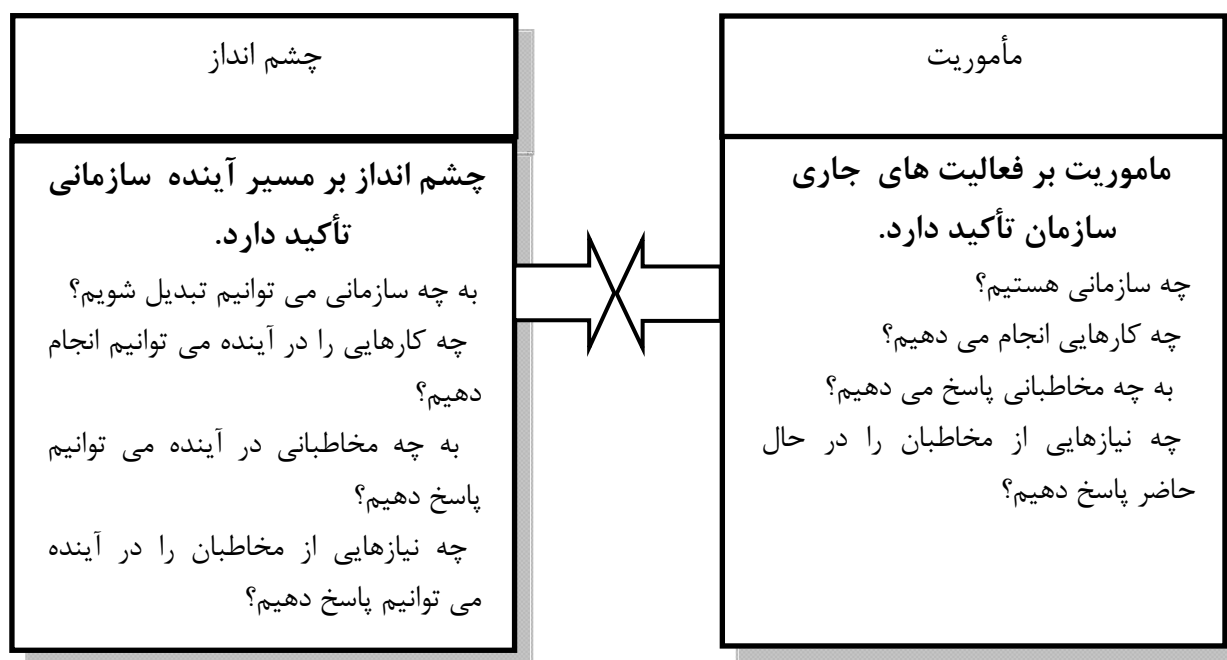 مأموریت
ماموریت بر فعالیت های جاری
سازمان تأکید دارد.
چه سازمانی هستیم؟
چه کارهایی انجام می دهیم؟
به چه مخاطبانی پاسخ می دهیم؟
چه نیازهایی از مخاطبان را در حال
حاضر پاسخ دهیم؟
چشم انداز
چشم انداز بر مسیر آینده سازمانی
تأکید دارد.
به چه سازمانی می توانیم تبدیل شویم؟
چه کارهایی را در آینده می توانیم انجام
دهیم؟
به چه مخاطبانی در آینده می توانیم
پاسخ دهیم؟
چه نیازهایی از مخاطبان را در آینده
می توانیم پاسخ دهیم؟